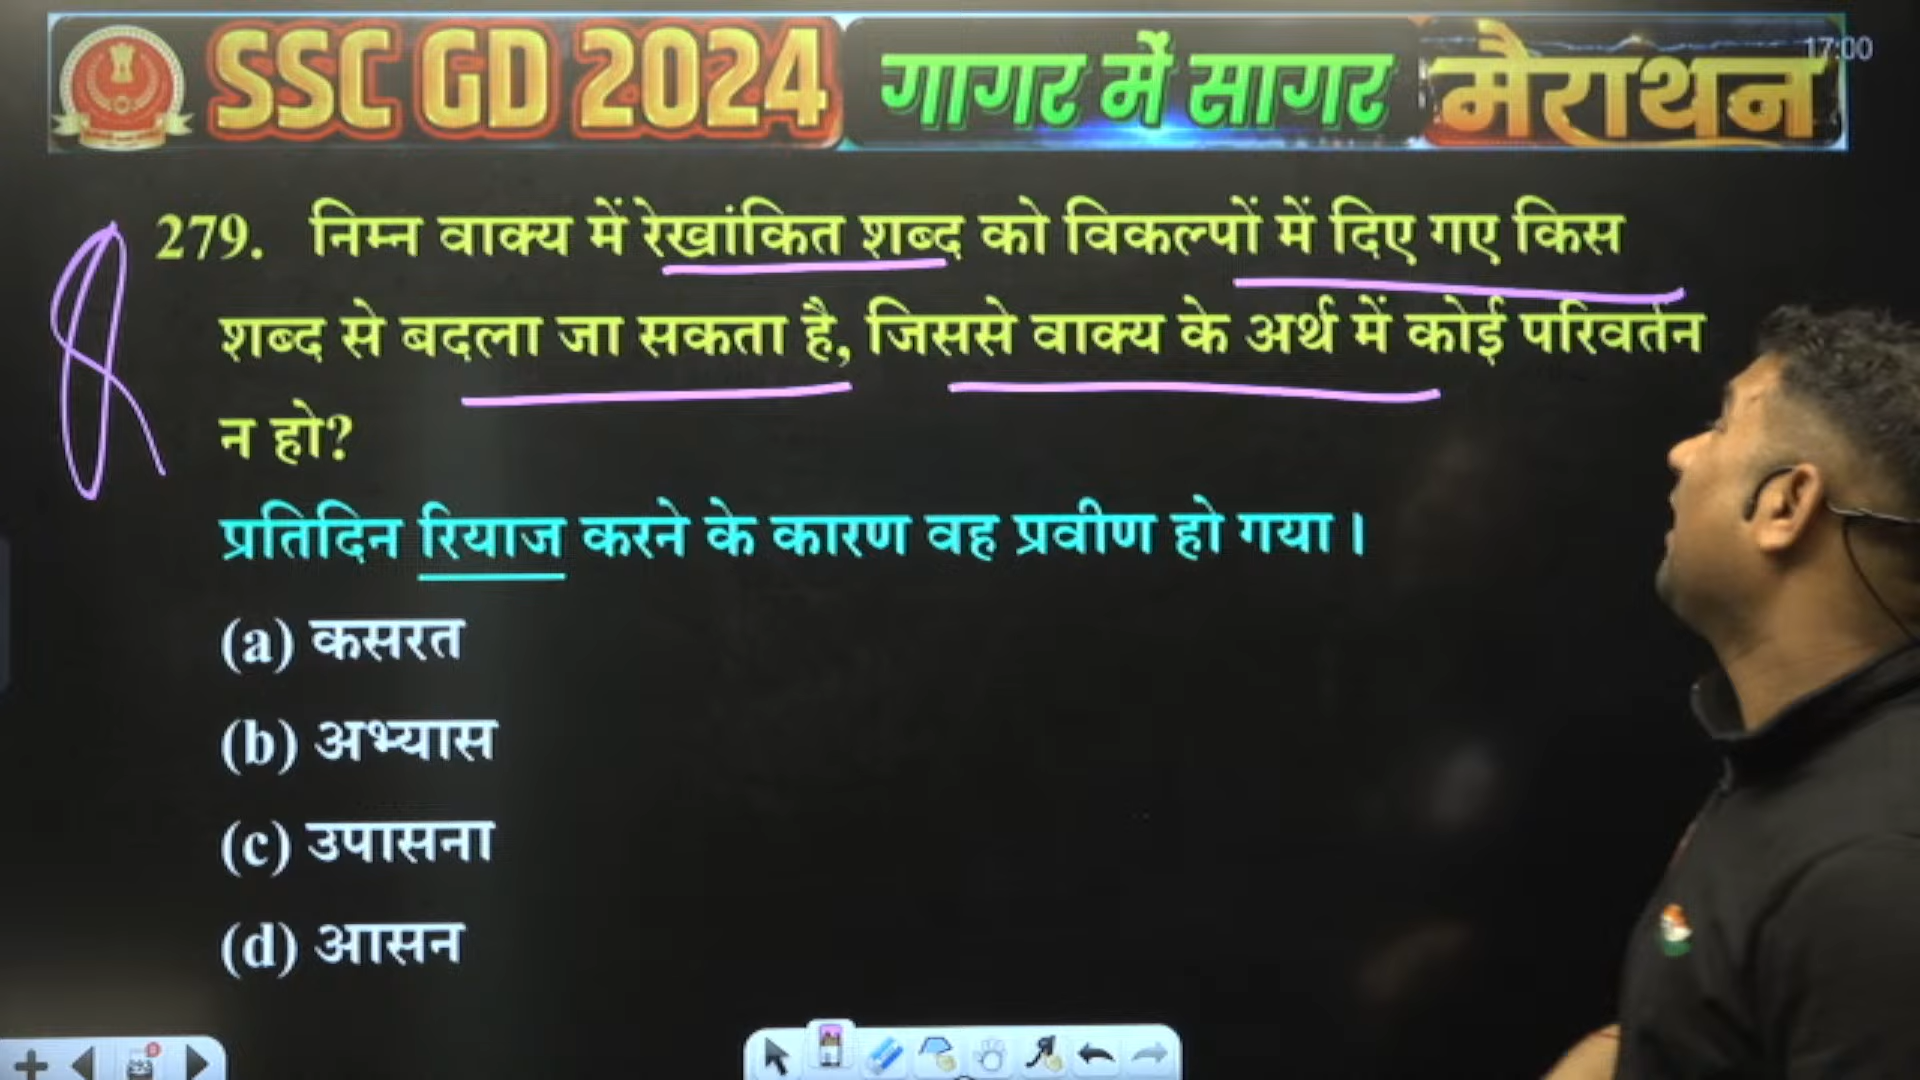 SSC GD 2024 गागर में सागर मैराथन
17:00
279. निम्न वाक्य में रेखांकित शब्द को विकल्पों में दिए गए किस
शब्द से बदला जा सकता है, जिससे वाक्य के अर्थ में कोई परिवर्तन
न हो?
प्रतिदिन रियाज करने के कारण वह प्रवीण हो गया।
(a) कसरत
(b) अभ्यास
(c) उपासना
(d) आसन